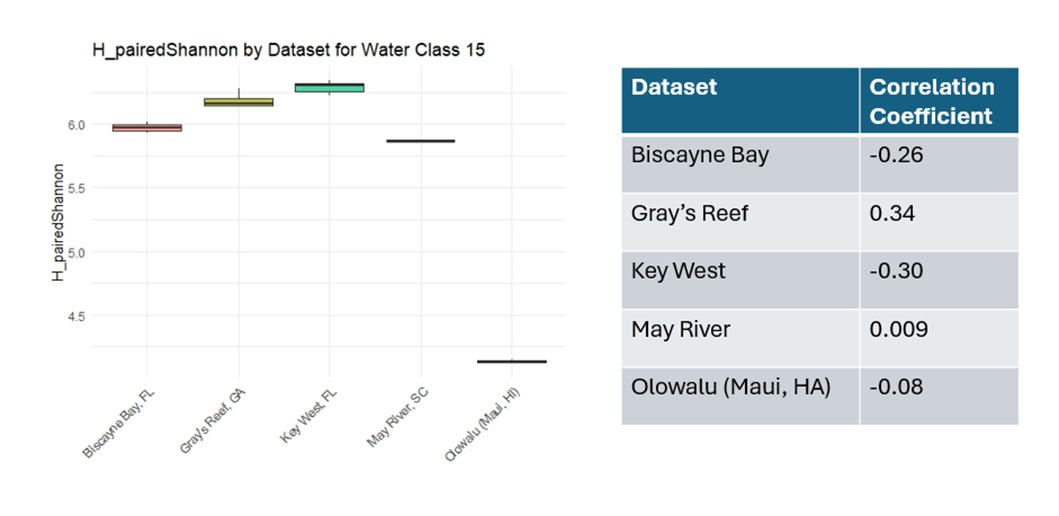 H_pairedShannon by Dataset for Water Class 15
H_pairedShannon
6.0
5.5
5.0
4.5
Biscayne Bay, FL
Gray's Reef, GA
Key West, FL
May River, SC
Olowalu (Maui, HI)
Dataset
Correlation
Coefficient
Biscayne Bay
-0.26
Gray’s Reef
0.34
Key West
-0.30
May River
0.009
Olowalu (Maui, HA)
-0.08